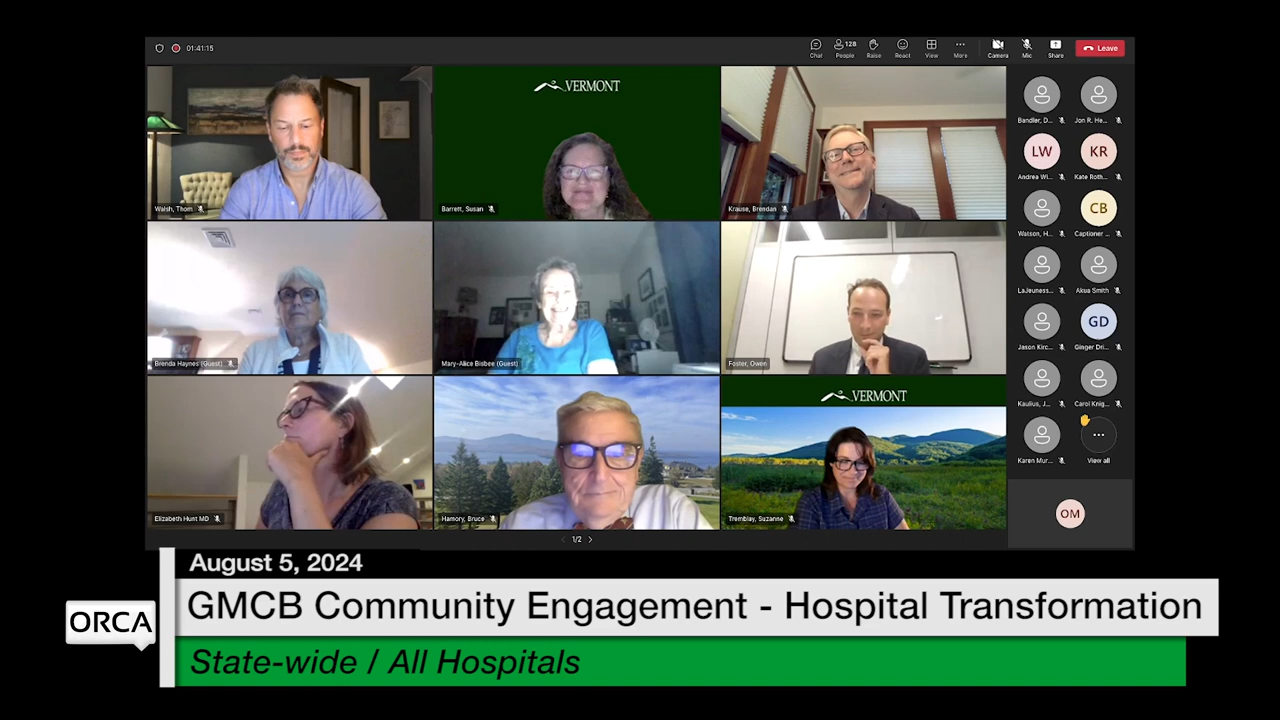 01:41:15
Chat
128
People
Raise
React
View
More
Camera
Mic
Share
Leave
VERMONT
Walsh, Thom
Barrett, Susan
Krause, Brendan
Brenda Haynes (Guest)
Mary-Alice Bisbee (Guest)
Foster, Owen
Elizabeth Hunt MD
Hamory, Bruce
VERMONT
Tremblay, Suzanne
Bandler, D...
Jon R. He...
LW
KR
Andrea Wi...
Kate Roth...
CB
Watson, H...
Captioner ...
LaJeuness...
Akua Smith
GD
Jason Kirc...
Ginger Dri...
Kaulius, J...
Carol Knig...
Karen Mur...
View all
OM
1/2
August 5, 2024
GMCB Community Engagement - Hospital Transformation
ORCA
State-wide / All Hospitals